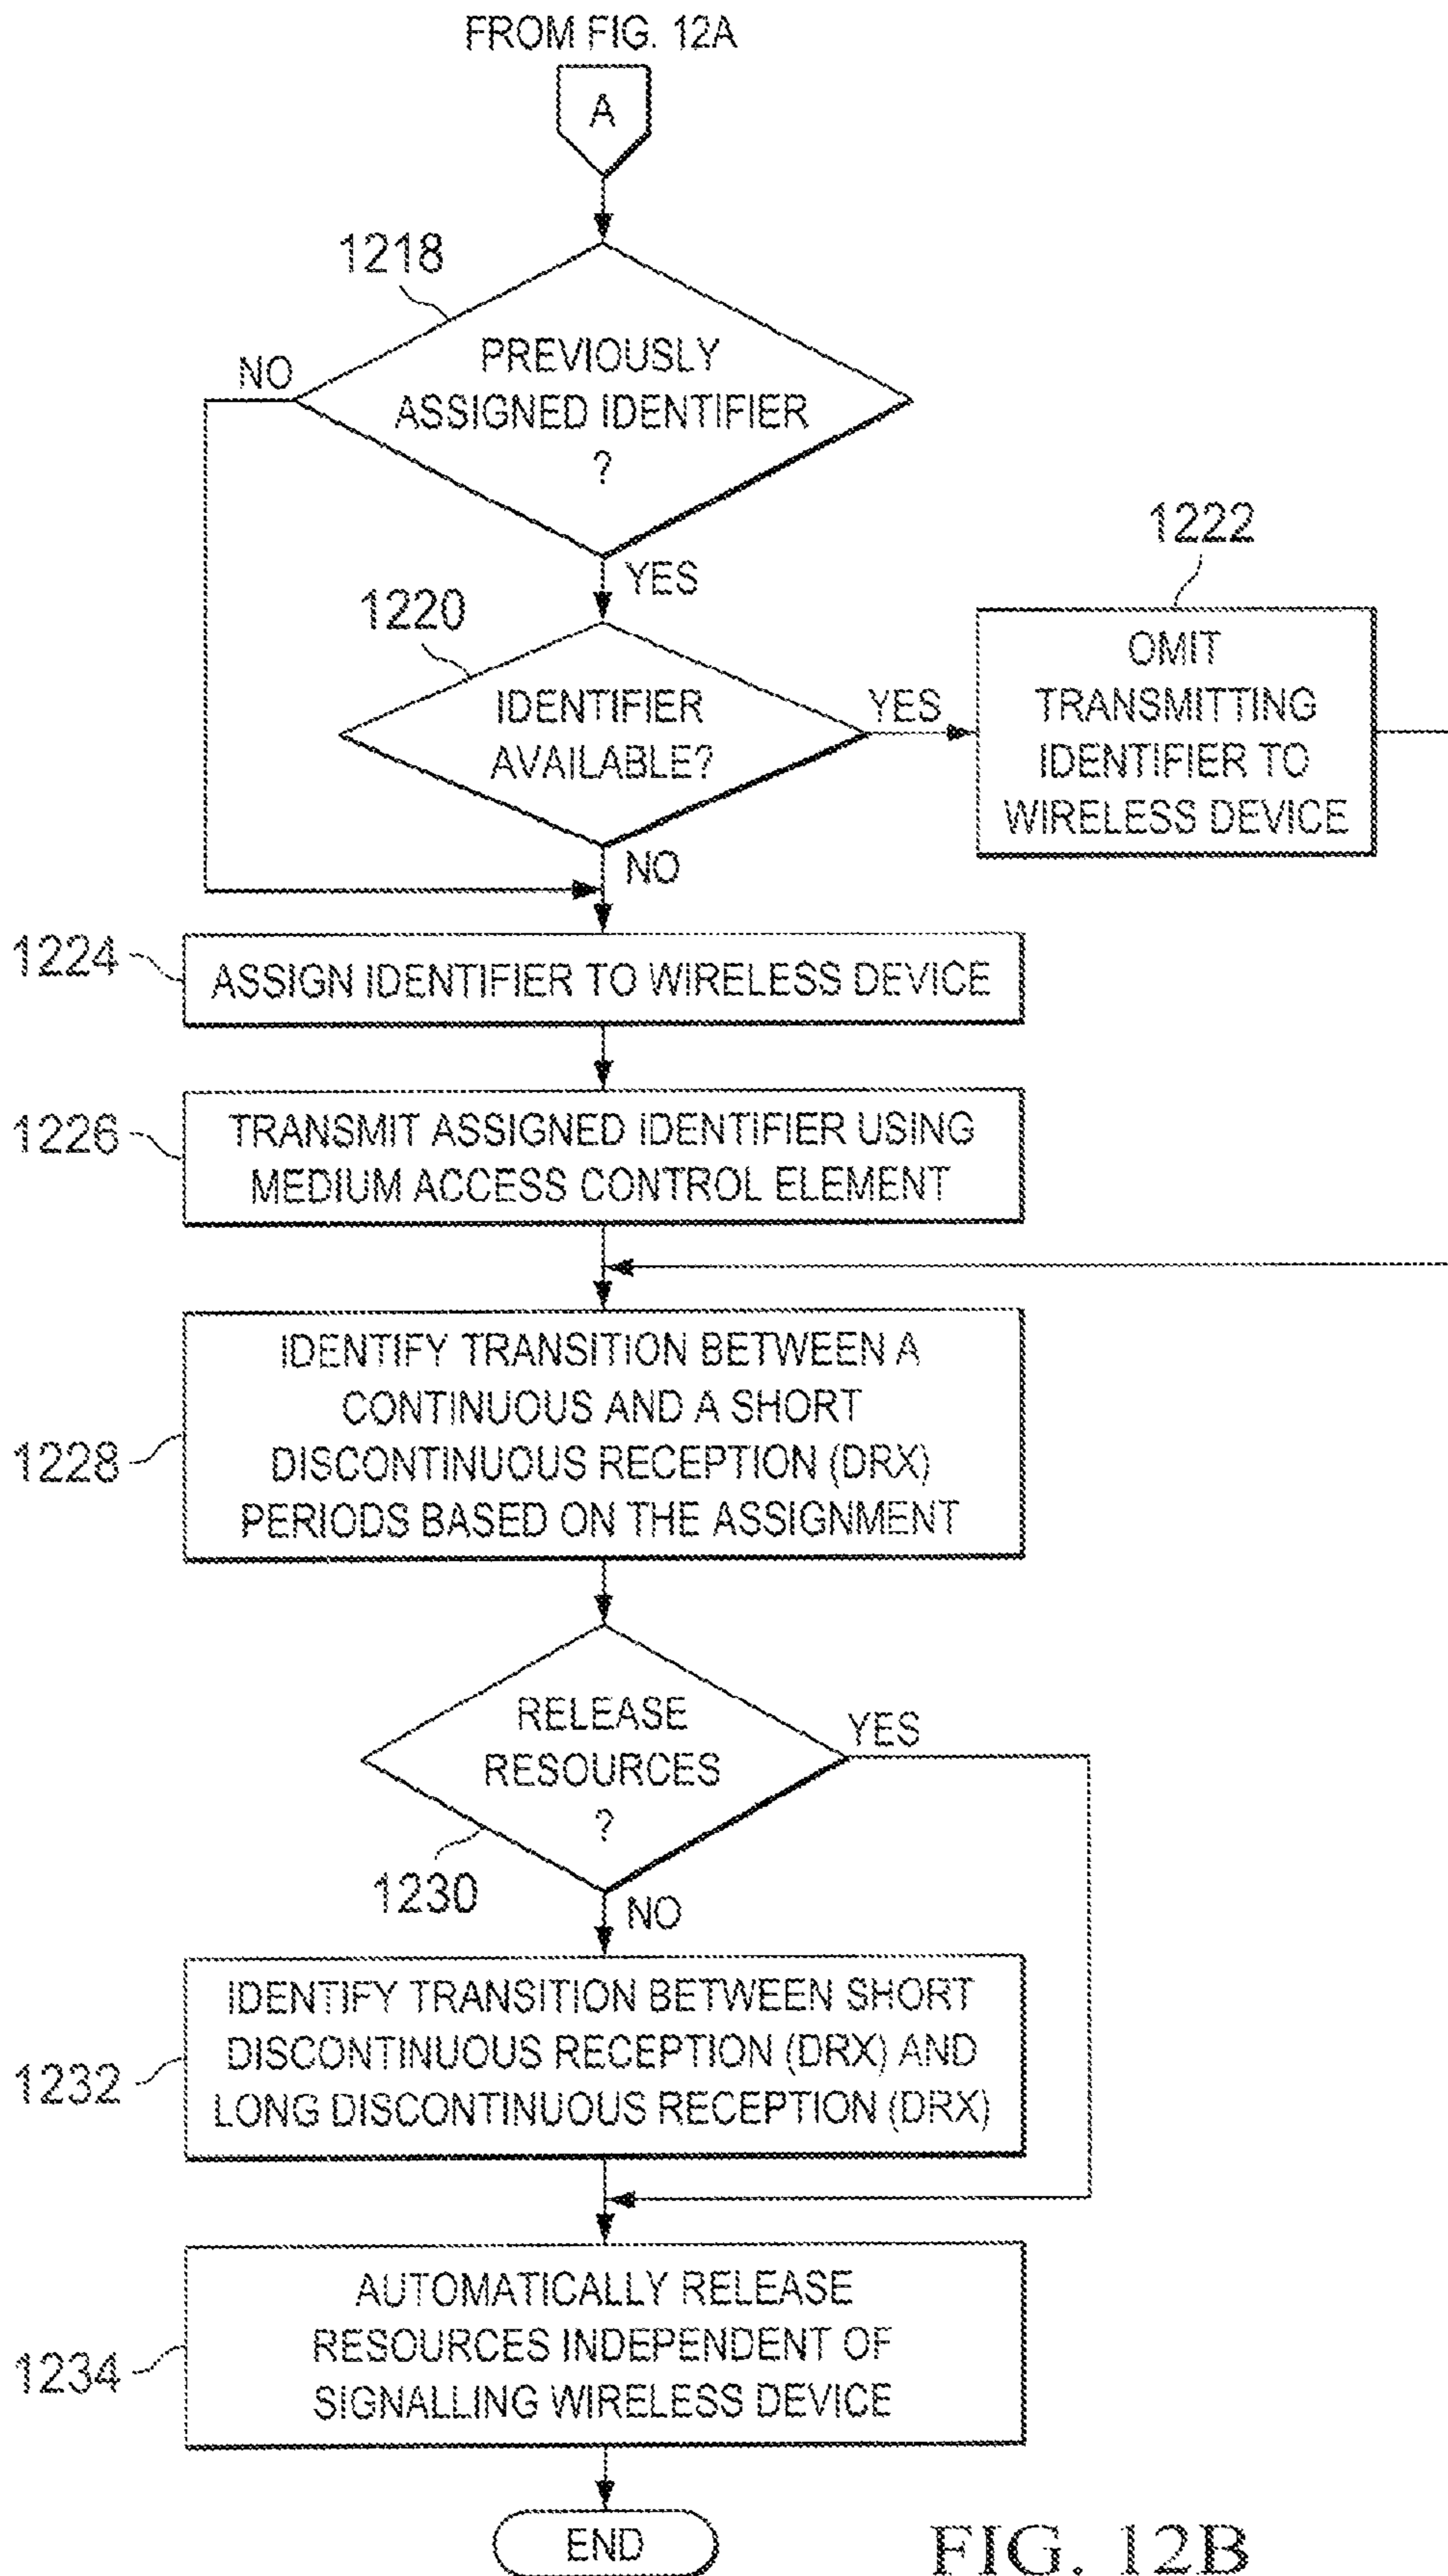 FROM FIG. 12A
A
1218
NO
PREVIOUSLY
ASSIGNED IDENTIFIER
?
YES
1220
IDENTIFIER
AVAILABLE?
YES
1222
OMIT
TRANSMITTING
IDENTIFIER TO
WIRELESS DEVICE
NO
1224
ASSIGN IDENTIFIER TO WIRELESS DEVICE
1226
TRANSMIT ASSIGNED IDENTIFIER USING
MEDIUM ACCESS CONTROL ELEMENT
1228
IDENTIFY TRANSITION BETWEEN A
CONTINUOUS AND A SHORT
DISCONTINUOUS RECEPTION (DRX)
PERIODS BASED ON THE ASSIGNMENT
RELEASE
RESOURCES
?
YES
1230
NO
1232
IDENTIFY TRANSITION BETWEEN SHORT
DISCONTINUOUS RECEPTION (DRX) AND
LONG DISCONTINUOUS RECEPTION (DRX)
1234
AUTOMATICALLY RELEASE
RESOURCES INDEPENDENT OF
SIGNALLING WIRELESS DEVICE
END
FIG. 12B